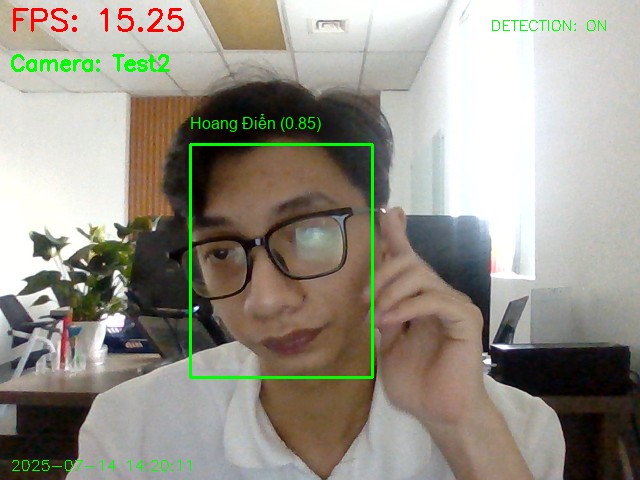 FPS: 15.25
DETECTION: ON
Camera: Test2
Hoang Điển (0.85)
2025-07-14 14:20:11